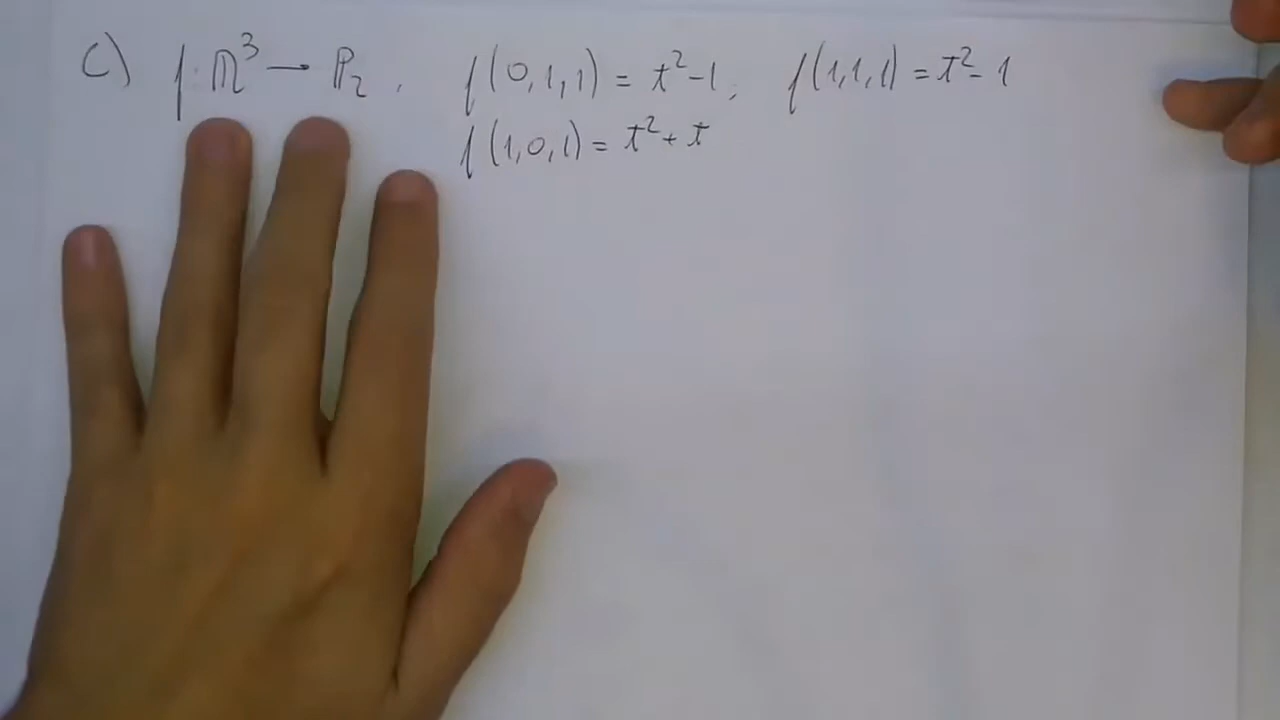 C) f: ℝ³ → ℙ₂, f(0,1,1) = t²-1, f(1,1,1) = t²-1
f(1,0,1) = t²+t